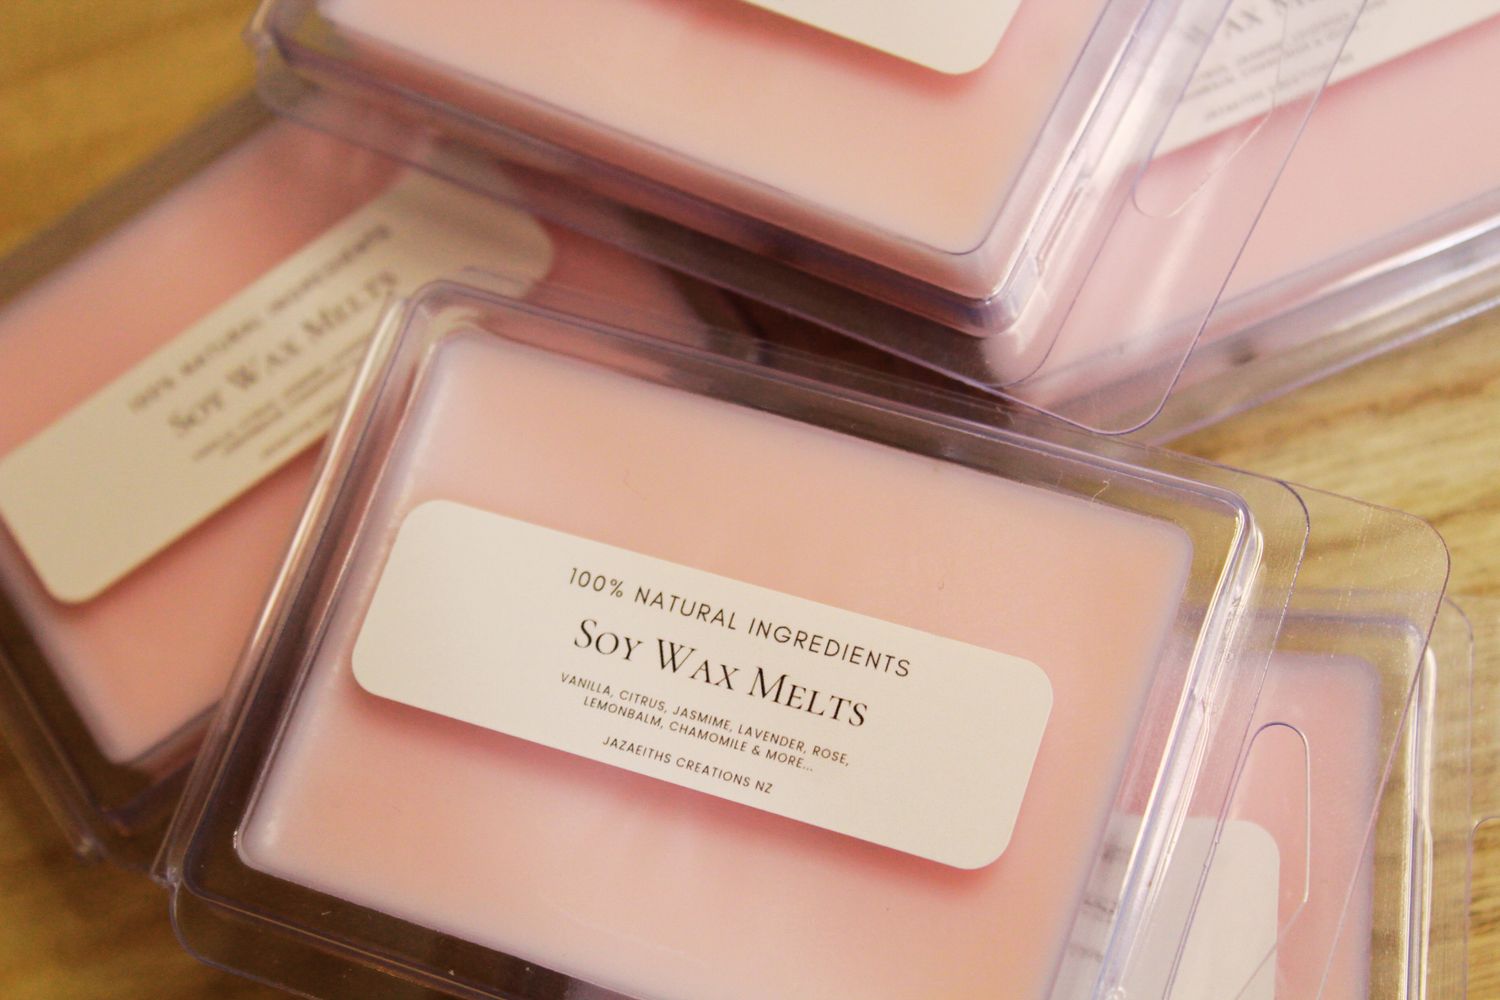 WAX
100% NATURAL INGREDIENTS
SOY WAX MELTS
100% NATURAL INGREDIENTS
SOY WAX MELTS
VANILLA, CITRUS, JASMIME, LAVENDER, ROSE,
LEMONBALM, CHAMOMILE & MORE...
JAZAEITHS CREATIONS NZ